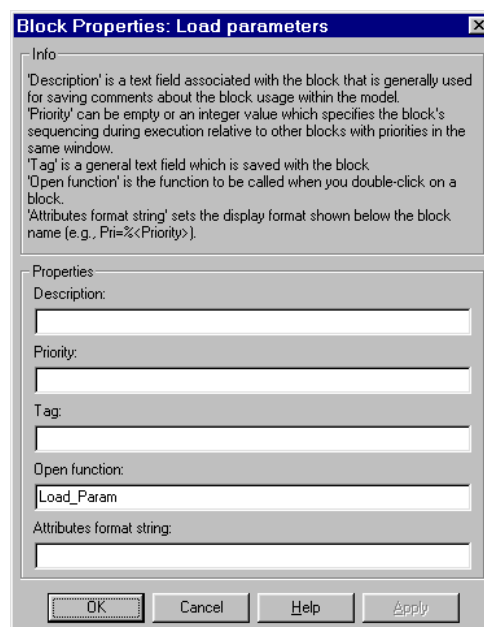 Block Properties: Load parameters
Info
'Description' is a text field associated with the block that is generally used
for saving comments about the block usage within the model.
'Priority' can be empty or an integer value which specifies the block's
sequencing during execution relative to other blocks with priorities in the
same window.
'Tag' is a general text field which is saved with the block
'Open function' is the function to be called when you double-click on a
block.
'Attributes format string' sets the display format shown below the block
name (e.g., Pri=%<Priority>).
Properties
Description:
Priority:
Tag:
Open function:
Load_Param
Attributes format string:
OK Cancel Help Apply